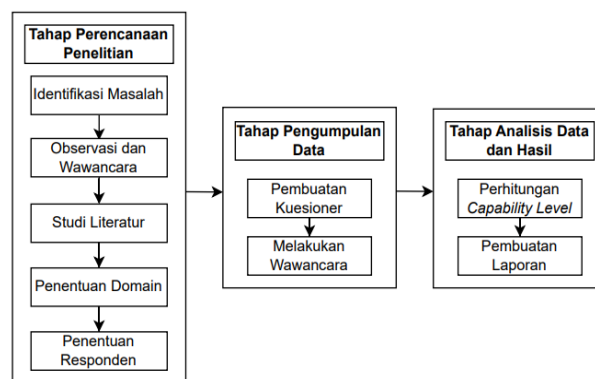 Tahap Perencanaan
Penelitian
Identifikasi Masalah
Observasi dan
Wawancara
Studi Literatur
Penentuan Domain
Penentuan
Responden
Tahap Pengumpulan
Data
Pembuatan
Kuesioner
Melakukan
Wawancara
Tahap Analisis Data
dan Hasil
Perhitungan
Capability Level
Pembuatan
Laporan